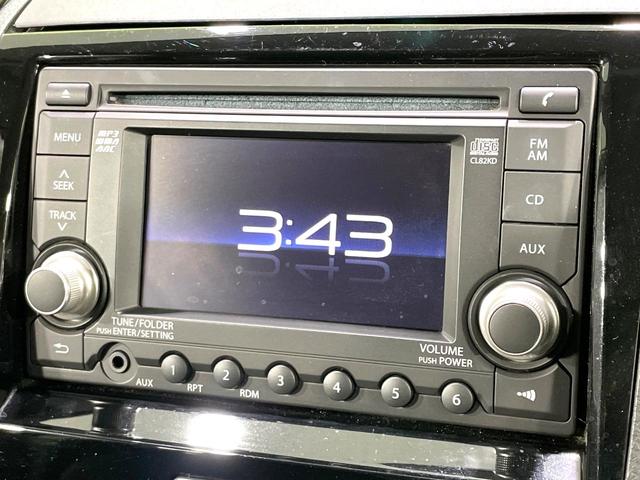 MENU
MP3
WMA
AAC
disc
CL82KD
FM
AM
SEEK
CD
TRACK
AUX
3:43
TUNE/FOLDER
PUSH ENTER/SETTING
VOLUME
PUSH POWER
AUX
1
RPT
2
RDM
3
4
5
6